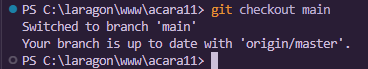 PS C:\laragon\www\acara11> git checkout main
Switched to branch 'main'
Your branch is up to date with 'origin/master'.
PS C:\laragon\www\acara11>